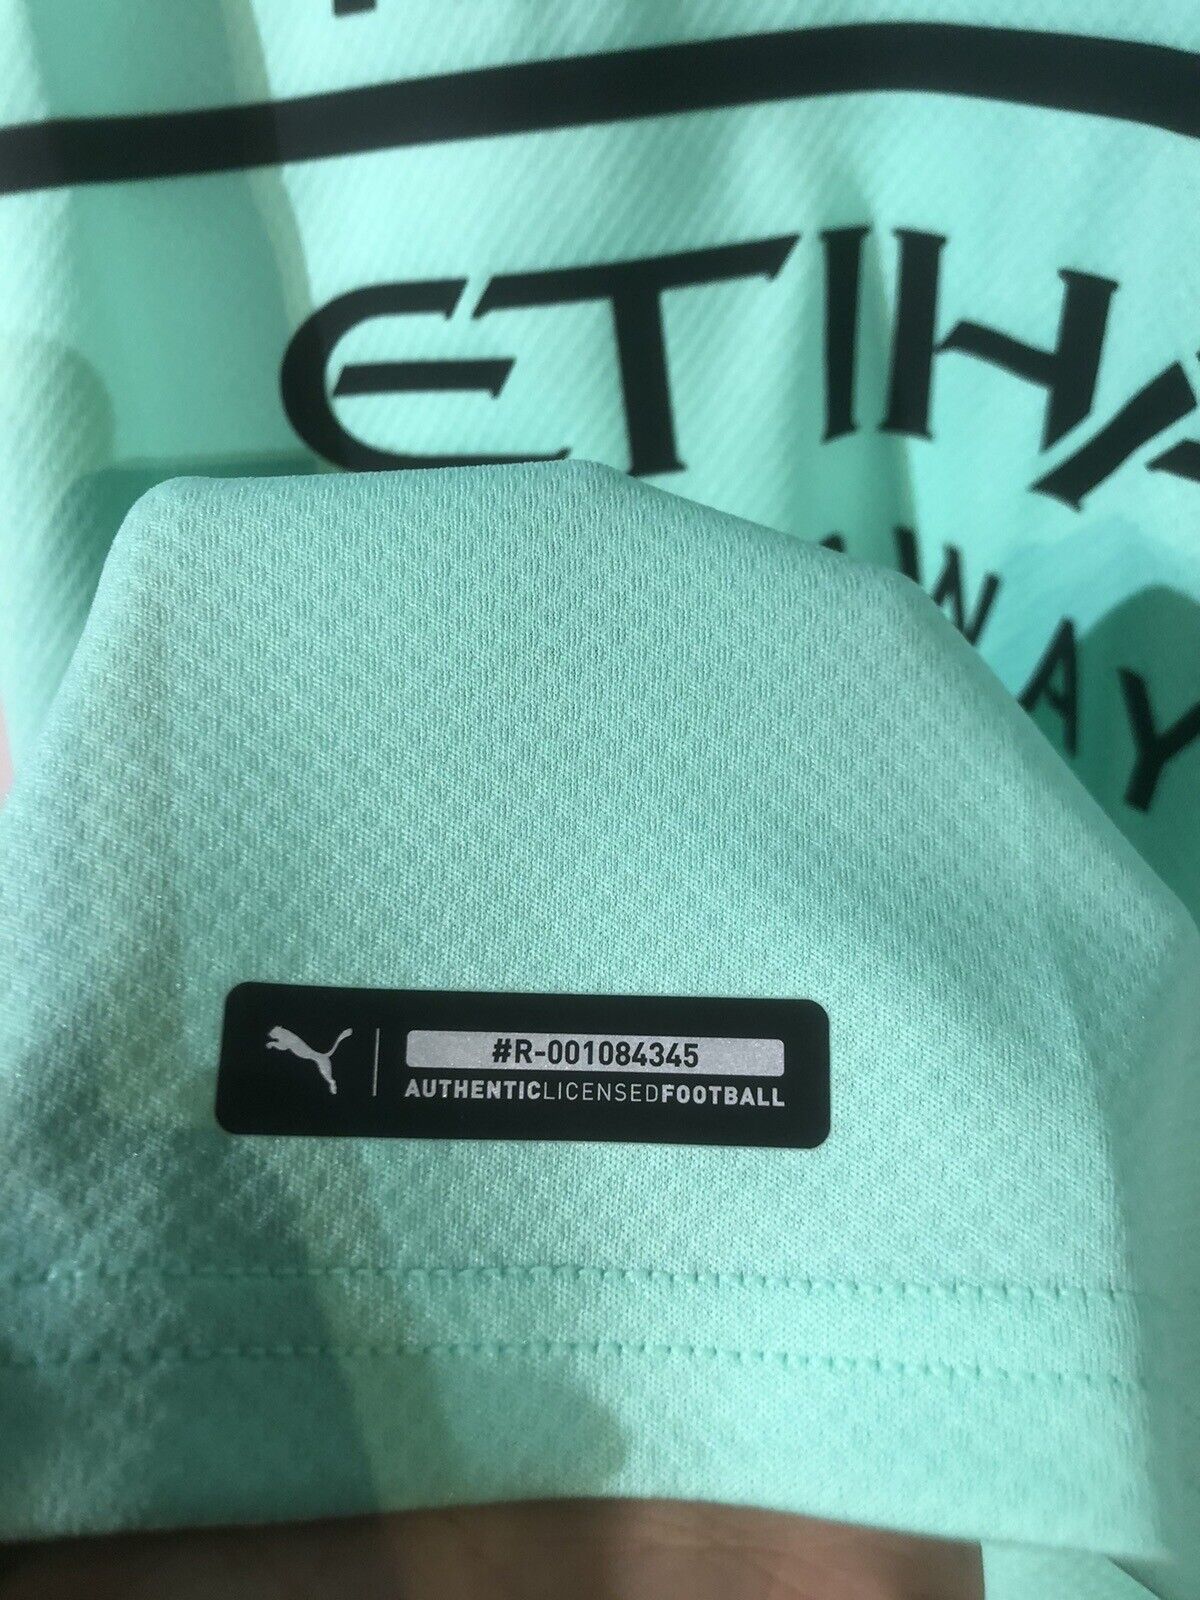 ETIHA
WAY
#R-001084345
AUTHENTICLICENSEDFOOTBALL